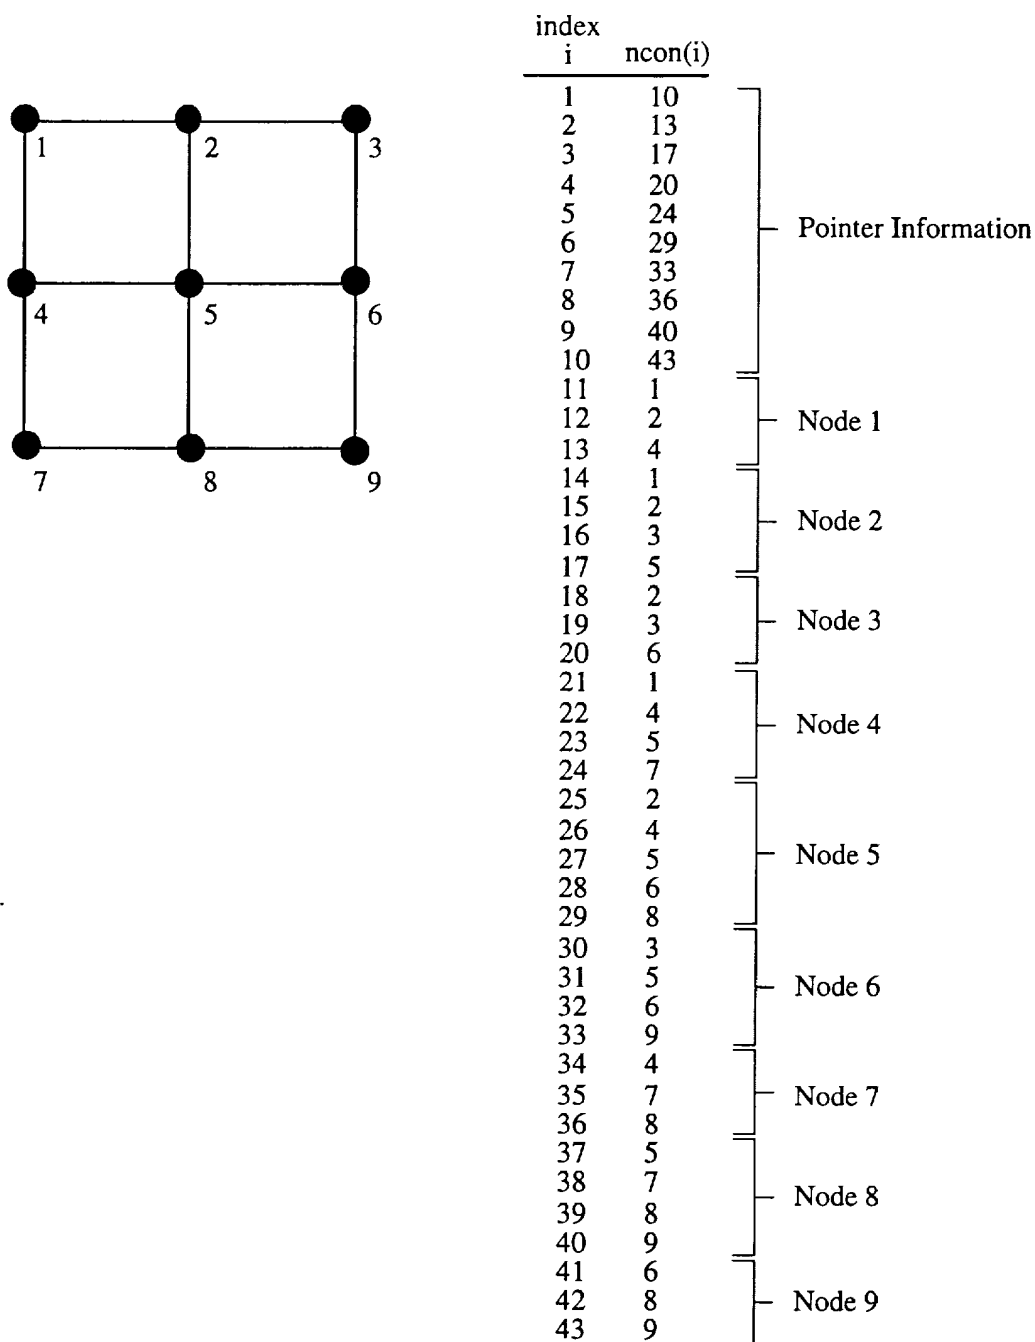 1 2 3
4 5 6
7 8 9
index
i ncon(i)
1 10
2 13
3 17
4 20
5 24
6 29
7 33
8 36
9 40
10 43
Pointer Information
11 1
12 2
13 4
Node 1
14 1
15 2
16 3
17 5
Node 2
18 2
19 3
20 6
Node 3
21 1
22 4
23 5
24 7
Node 4
25 2
26 4
27 5
28 6
29 8
Node 5
30 3
31 5
32 6
33 9
Node 6
34 4
35 7
36 8
Node 7
37 5
38 7
39 8
40 9
Node 8
41 6
42 8
43 9
Node 9